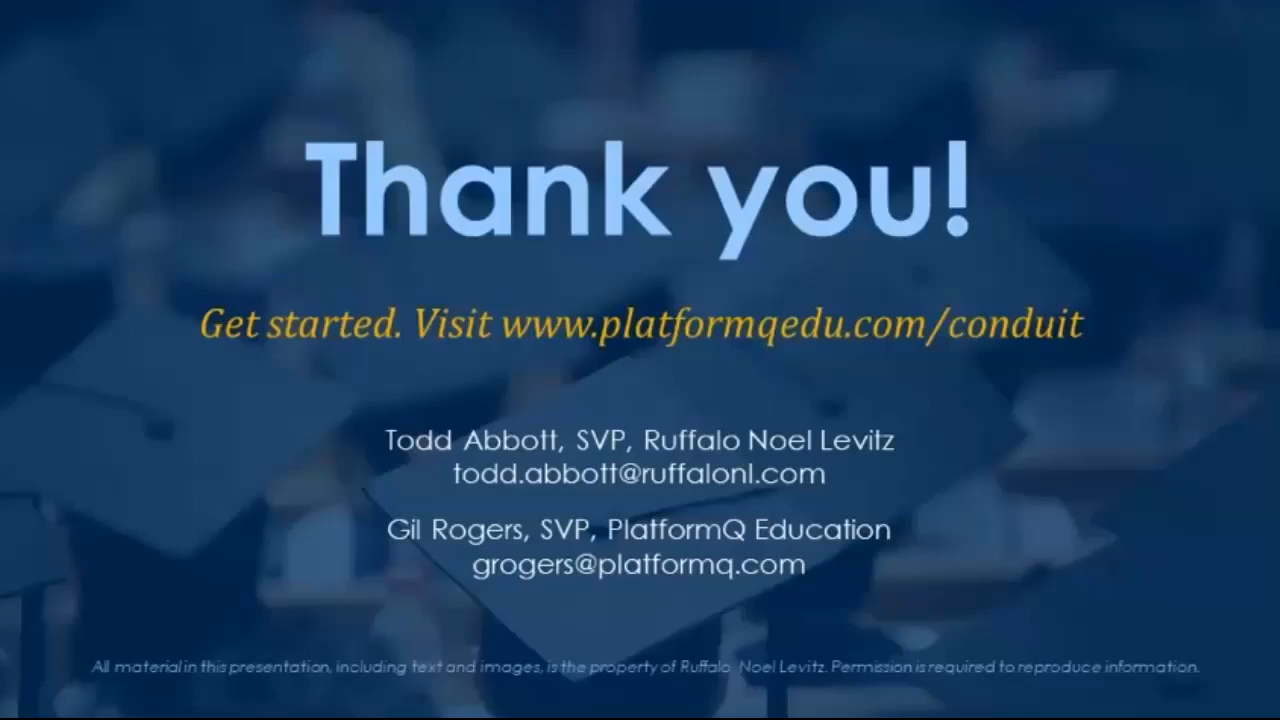 Thank you!
Get started. Visit www.platformqedu.com/conduit
Todd Abbott, SVP, Ruffalo Noel Levitz
todd.abbott@ruffalonl.com
Gil Rogers, SVP, PlatformQ Education
grogers@platformq.com
All material in this presentation, including text and images, is the property of Ruffalo Noel Levitz. Permission is required to reproduce information.